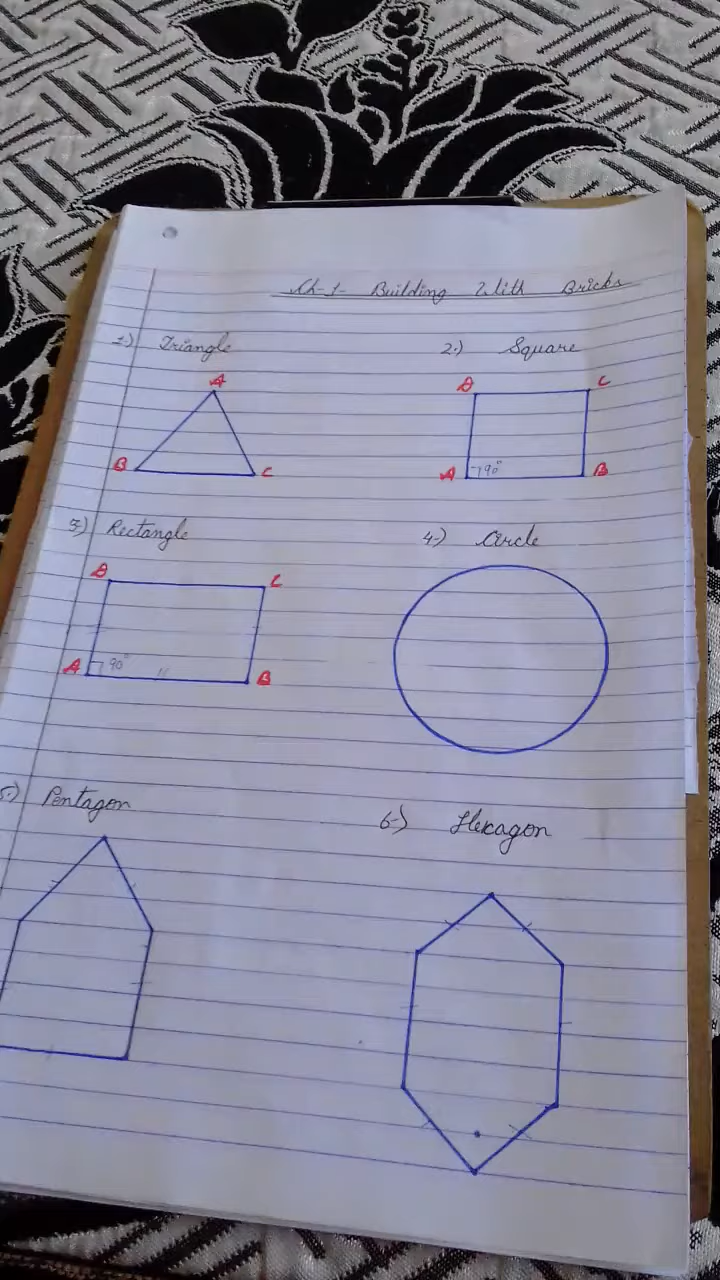 Ch-1- Building With Bricks
1.) Triangle
2.) Square
A
B
C
D
C
A
90°
B
3.) Rectangle
4.) Circle
D
C
A
90°
B
5.) Pentagon
6.) Hexagon